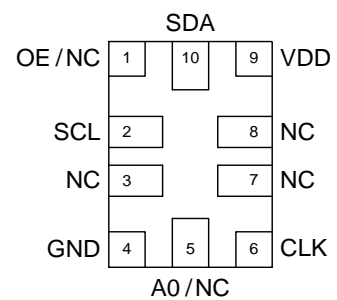 SDA
OE/NC 1 10 9 VDD
SCL 2 8 NC
NC 3 7 NC
GND 4 5 6 CLK
A0/NC